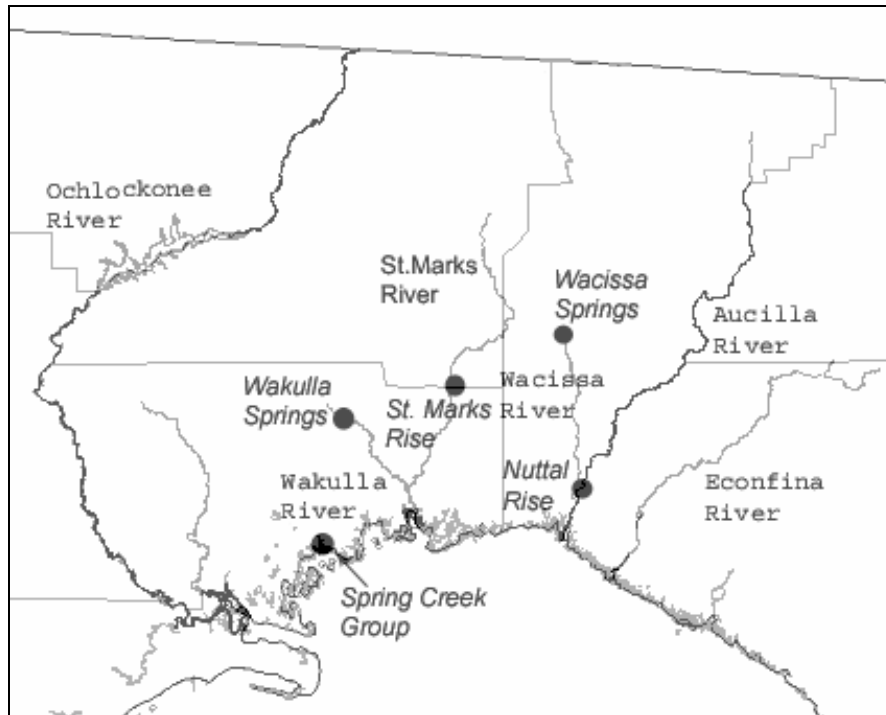 Ochlockonee
River
St.Marks
River
Wacissa
Springs
Aucilla
River
Wakulla
Springs
St. Marks
Rise
Wacissa
River
Wakulla
River
Nuttal
Rise
Econfina
River
Spring Creek
Group